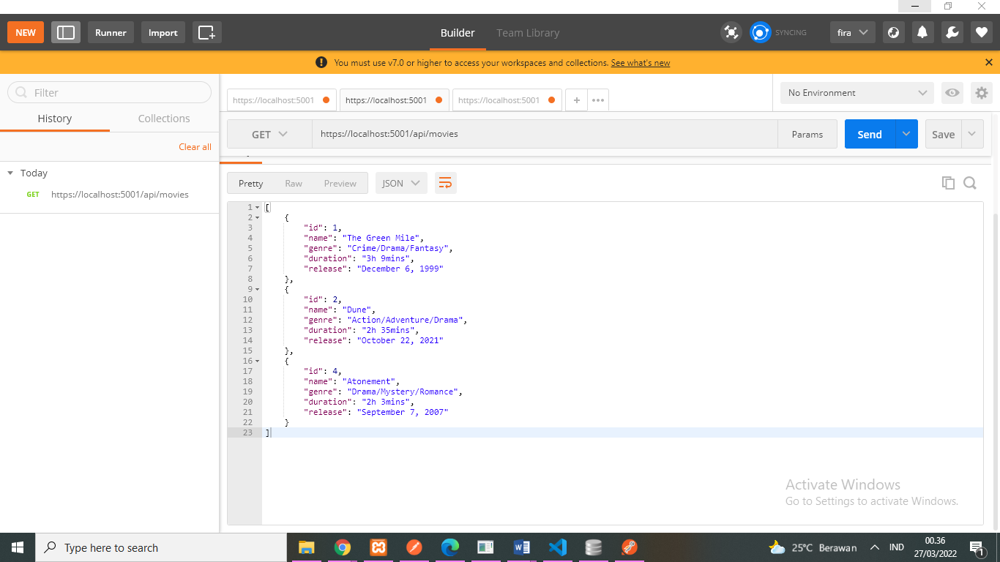 NEW Runner Import Builder Team Library SYNCING fira
You must use v7.0 or higher to access your workspaces and collections. See what's new
Filter
History Collections
Clear all
Today
GET https://localhost:5001/api/movies
https://localhost:5001 https://localhost:5001 https://localhost:5001 + ••• No Environment
GET https://localhost:5001/api/movies Params Send Save
Pretty Raw Preview JSON
1 [
2 {
3 "id": 1,
4 "name": "The Green Mile",
5 "genre": "Crime/Drama/Fantasy",
6 "duration": "3h 9mins",
7 "release": "December 6, 1999"
8 },
9 {
10 "id": 2,
11 "name": "Dune",
12 "genre": "Action/Adventure/Drama",
13 "duration": "2h 35mins",
14 "release": "October 22, 2021"
15 },
16 {
17 "id": 4,
18 "name": "Atonement",
19 "genre": "Drama/Mystery/Romance",
20 "duration": "2h 3mins",
21 "release": "September 7, 2007"
22 }
23 ]
Activate Windows
Go to Settings to activate Windows.
Type here to search 25°C Berawan IND 00.36
27/03/2022 1